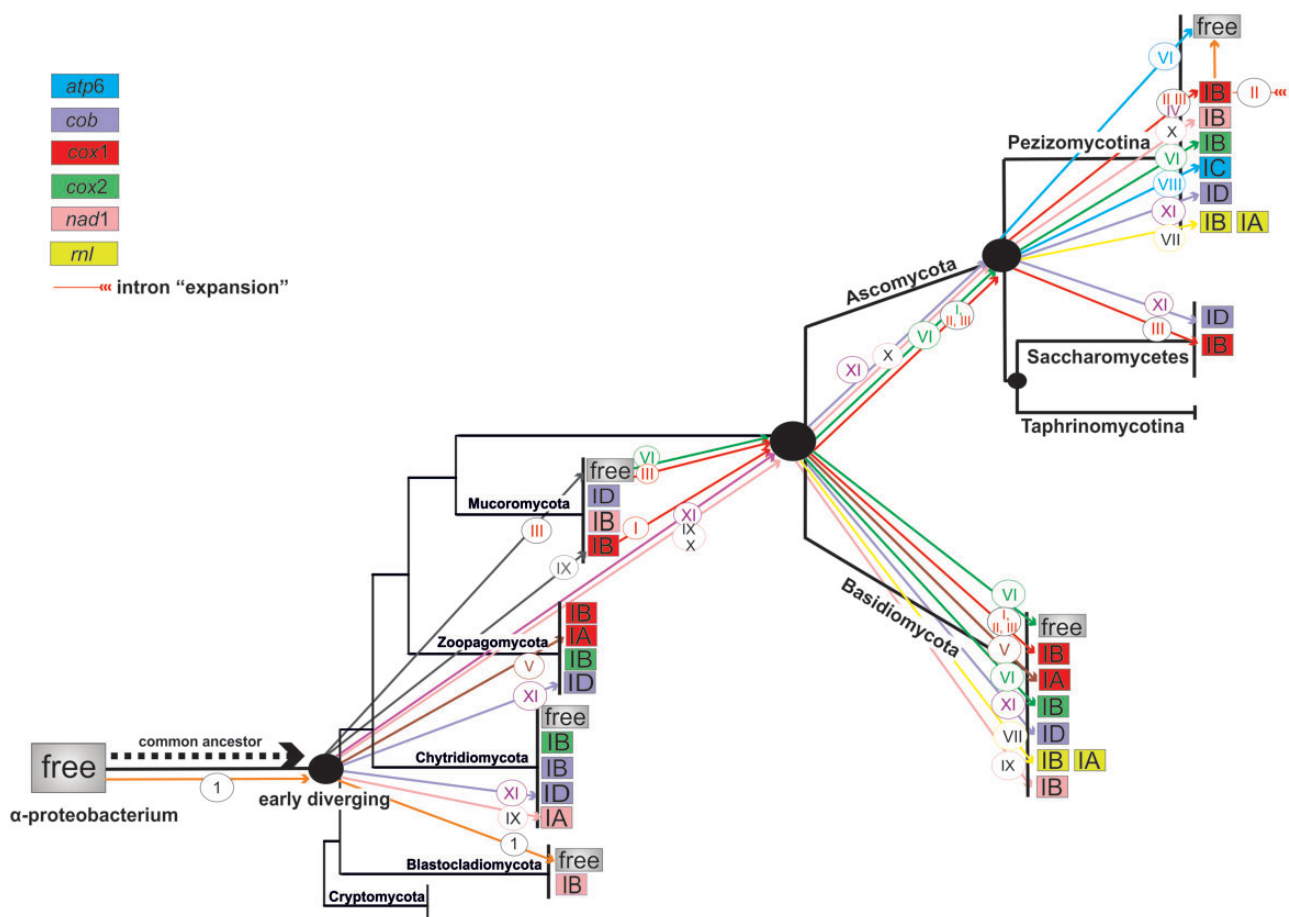 atp6
cob
cox1
cox2
nad1
rnl
intron “expansion”
free
VI
II, III
IV
IB
II
X
IB
Pezizomycotina
VI
IB
VIII
IC
XI
ID
VII
IB IA
Ascomycota
I,
II, III
VI
X
XI
XI
ID
III
IB
Saccharomycetes
Taphrinomycotina
VI
free
III
ID
Mucoromycota
IB
III
I
IB
XI
IX
X
IX
Basidiomycota
VI
free
I,
II, III
IB
V
IA
VI
IB
XI
ID
VII
IB IA
IX
IB
IB
Zoopagomycota
IA
V
IB
XI
ID
free
common ancestor
free
IB
Chytridiomycota
IB
1
early diverging
XI
ID
α-proteobacterium
IX
IA
1
Blastocladiomycota
free
IB
Cryptomycota